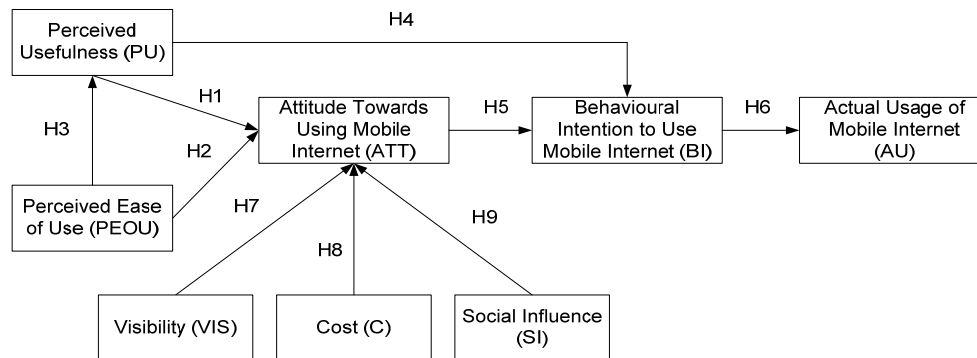 H4
Perceived
Usefulness (PU)
H1
H3
H2
Attitude Towards
Using Mobile
Internet (ATT)
H5
Behavioural
Intention to Use
Mobile Internet (BI)
H6
Actual Usage of
Mobile Internet
(AU)
Perceived Ease
of Use (PEOU)
H7
H8
H9
Visibility (VIS)
Cost (C)
Social Influence
(SI)